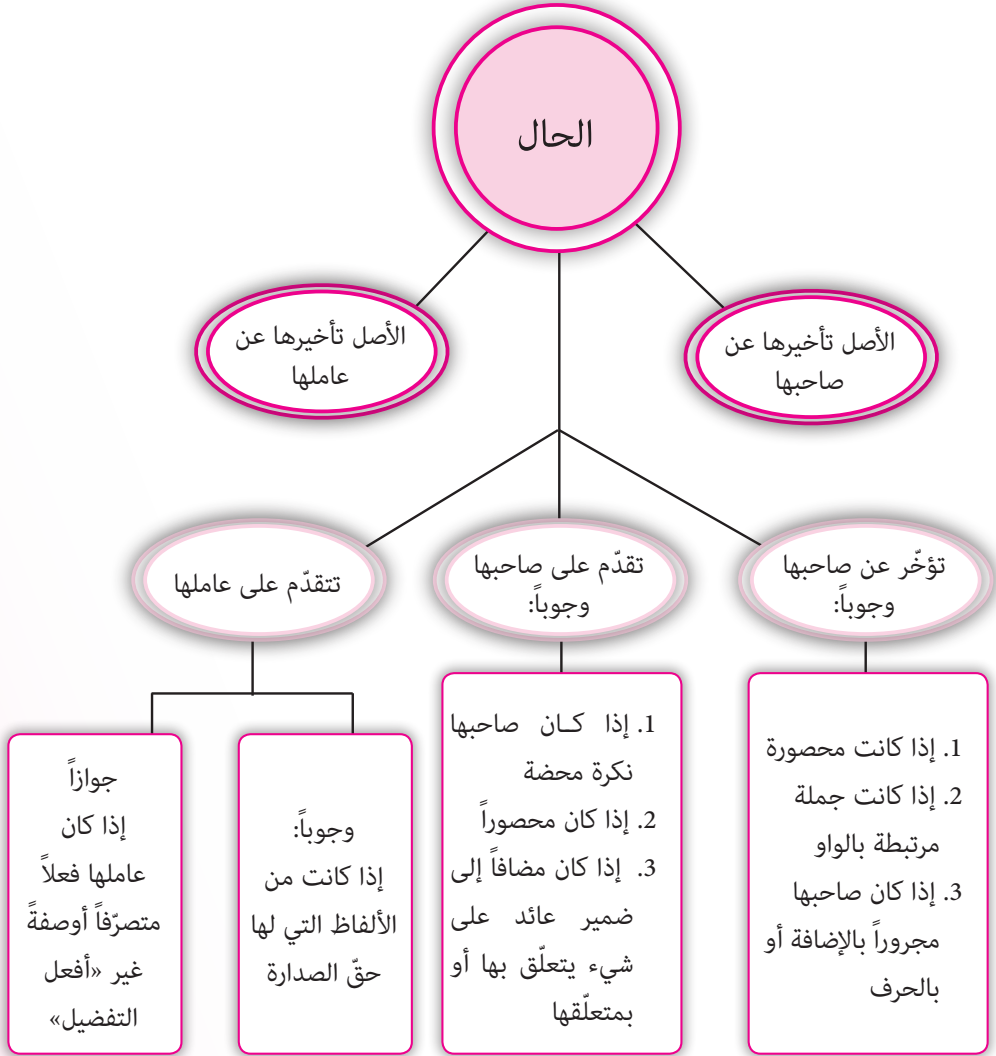 الحال
الأصل تأخيرها عن
صاحبها
الأصل تأخيرها عن
عاملها
تؤخّر عن صاحبها
وجوباً:
تقدّم على صاحبها
وجوباً:
تتقدّم على عاملها
1. إذا كانت محصورة
2. إذا كانت جملة
مرتبطة بالواو
3. إذا كان صاحبها
مجروراً بالإضافة أو
بالحرف
1. إذا كـان صاحبها
نكرة محضة
2. إذا كان محصوراً
3. إذا كان مضافاً إلى
ضمير عائد على
شيء يتعلّق بها أو
بمتعلّقها
وجوباً:
إذا كانت من
الألفاظ التي لها
حقّ الصدارة
جوازاً
إذا كان
عاملها فعلاً
متصرّفاً أوصفةً
غير «أفعل
التفضيل»